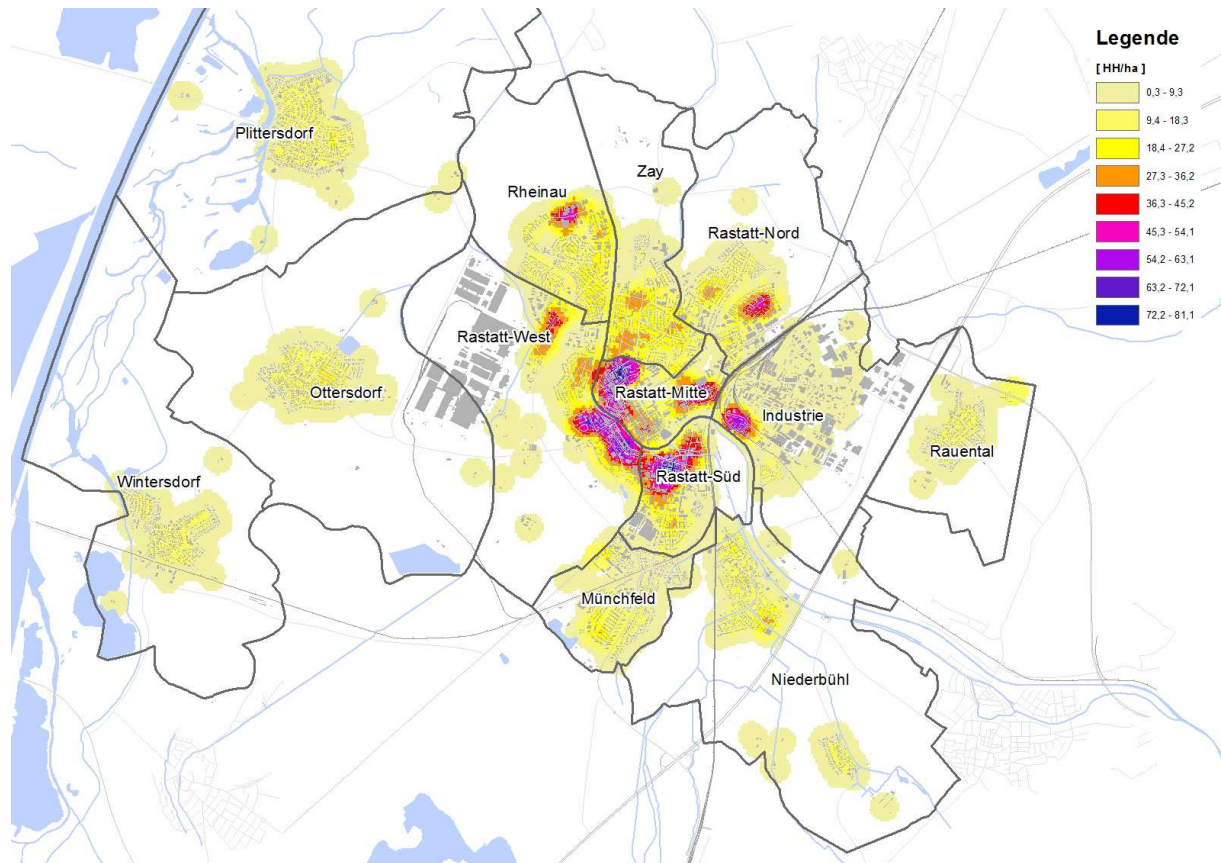 Legende
[ HH/ha ]
0,3 - 9,3
9,4 - 18,3
18,4 - 27,2
27,3 - 36,2
36,3 - 45,2
45,3 - 54,1
54,2 - 63,1
63,2 - 72,1
72,2 - 81,1
Plittersdorf
Zay
Rheinau
Rastatt-Nord
Rastatt-West
Ottersdorf
Rastatt-Mitte
Industrie
Rauental
Rastatt-Süd
Wintersdorf
Münchfeld
Niederbühl